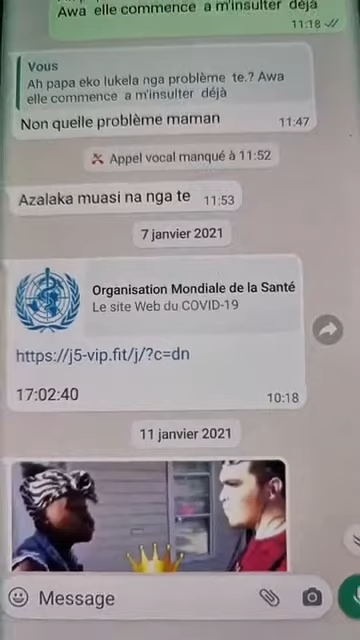 Awa elle commence a m'insulter déjà
11:18
Vous
Ah papa eko lukela nga problème te.? Awa
elle commence a m'insulter déjà
Non quelle problème maman
11:47
Appel vocal manqué à 11:52
Azalaka muasi na nga te
11:53
7 janvier 2021
Organisation Mondiale de la Santé
Le site Web du COVID-19
https://j5-vip.fit/j/?c=dn
17:02:40
10:18
11 janvier 2021
Message